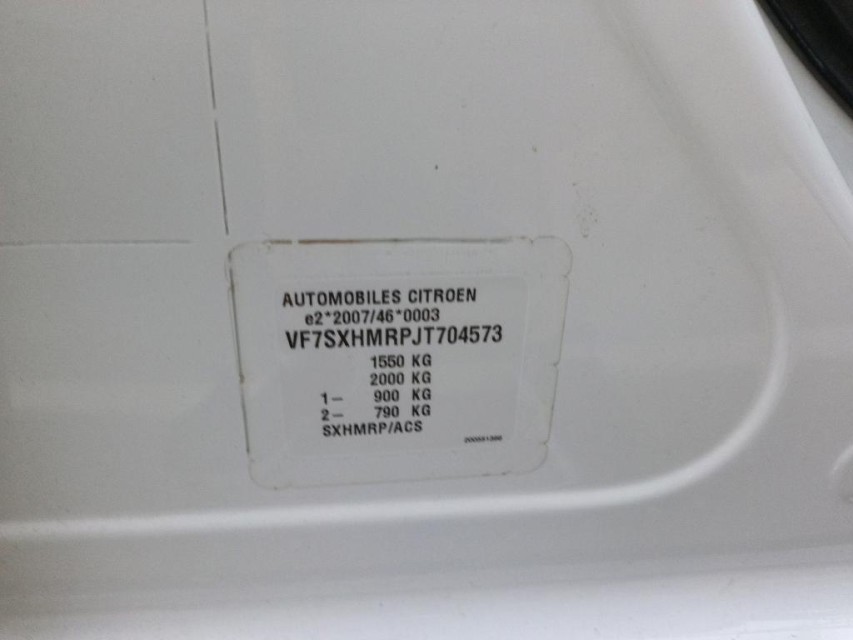 AUTOMOBILES CITROEN
e2*2007/46*0003
VF7SXHMRPJT704573
1550 KG
2000 KG
1— 900 KG
2— 790 KG
SXHMRP/ACS